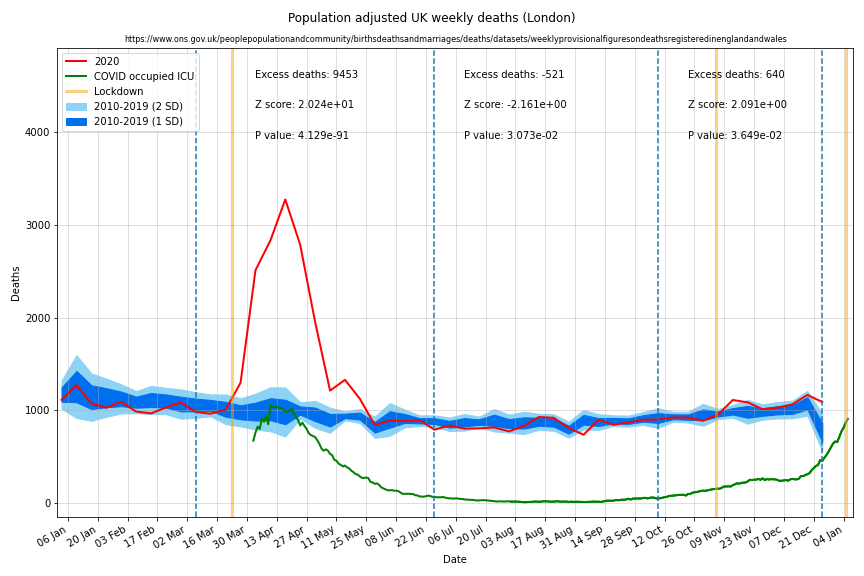 Population adjusted UK weekly deaths (London)
https://www.ons.gov.uk/peoplepopulationandcommunity/birthsdeathsandmarriages/deaths/datasets/weeklyprovisionalfiguresondeathsregisteredinenglandandwales
2020
COVID occupied ICU
Lockdown
2010-2019 (2 SD)
2010-2019 (1 SD)
Excess deaths: 9453
Z score: 2.024e+01
P value: 4.129e-91
Excess deaths: -521
Z score: -2.161e+00
P value: 3.073e-02
Excess deaths: 640
Z score: 2.091e+00
P value: 3.649e-02
Deaths
4000
3000
2000
1000
0
06 Jan
20 Jan
03 Feb
17 Feb
02 Mar
16 Mar
30 Mar
13 Apr
27 Apr
11 May
25 May
08 Jun
22 Jun
06 Jul
20 Jul
03 Aug
17 Aug
31 Aug
14 Sep
28 Sep
12 Oct
26 Oct
09 Nov
23 Nov
07 Dec
21 Dec
04 Jan
Date